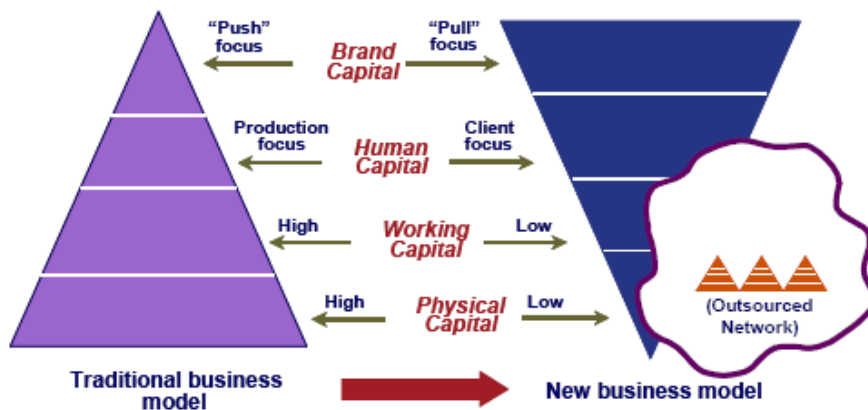 “Push” focus
Brand Capital
“Pull” focus
Production focus
Human Capital
Client focus
High
Working Capital
Low
High
Physical Capital
Low
(Outsourced Network)
Traditional business model
New business model